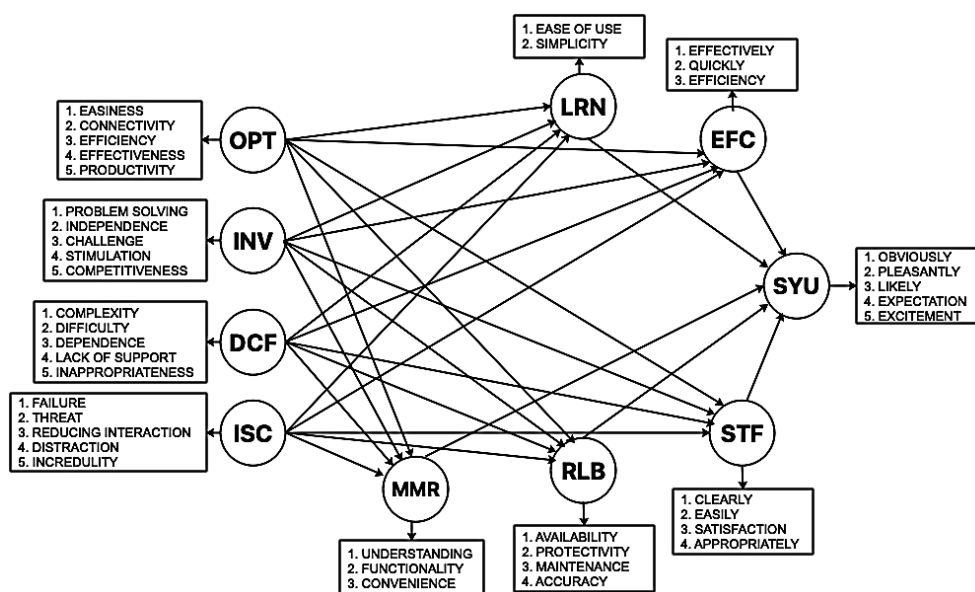 1. EASE OF USE
2. SIMPLICITY
LRN
1. EFFECTIVELY
2. QUICKLY
3. EFFICIENCY
EFC
1. EASINESS
2. CONNECTIVITY
3. EFFICIENCY
4. EFFECTIVENESS
5. PRODUCTIVITY
OPT
1. PROBLEM SOLVING
2. INDEPENDENCE
3. CHALLENGE
4. STIMULATION
5. COMPETITIVENESS
INV
SYU
1. OBVIOUSLY
2. PLEASANTLY
3. LIKELY
4. EXPECTATION
5. EXCITEMENT
1. COMPLEXITY
2. DIFFICULTY
3. DEPENDENCE
4. LACK OF SUPPORT
5. INAPPROPRIATENESS
DCF
1. FAILURE
2. THREAT
3. REDUCING INTERACTION
4. DISTRACTION
5. INCREDULITY
ISC
MMR
RLB
STF
1. UNDERSTANDING
2. FUNCTIONALITY
3. CONVENIENCE
1. AVAILABILITY
2. PROTECTIVITY
3. MAINTENANCE
4. ACCURACY
1. CLEARLY
2. EASILY
3. SATISFACTION
4. APPROPRIATELY